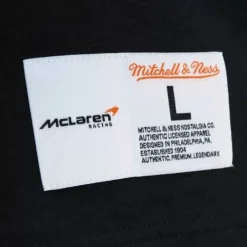 McLaren
RACING
Mitchell & Ness
L
MITCHELL & NESS NOSTALGIA CO.
AUTHENTIC LICENSED APPAREL
DESIGNED IN PHILADELPHIA, PA
ESTABLISHED 1904
AUTHENTIC. PREMIUM. LEGENDARY.